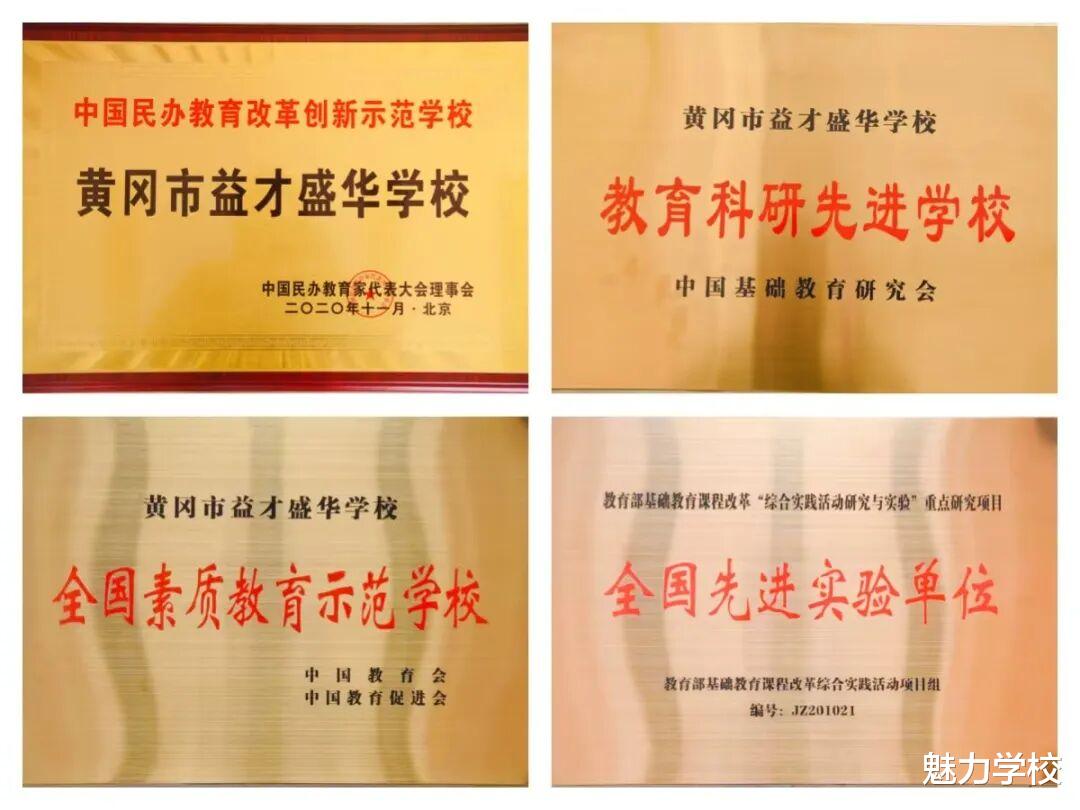 中国民办教育改革创新示范学校
黄冈市益才盛华学校
中国民办教育家代表大会理事会
二〇二〇年十一月·北京
黄冈市益才盛华学校
教育科研先进学校
中国基础教育研究会
黄冈市益才盛华学校
全国素质教育示范学校
中国教育会
中国教育促进会
教育部基础教育课程改革“综合实践活动研究与实验”重点研究项目
全国先进实验单位
教育部基础教育课程改革综合实践活动项目组
编号：JZ201021
魅力学校